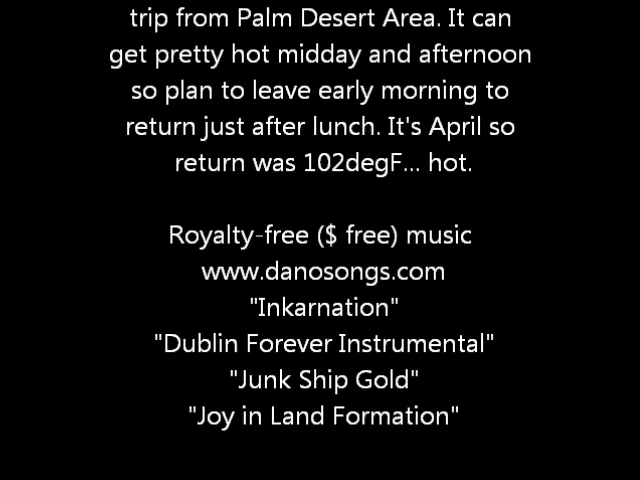 trip from Palm Desert Area. It can
get pretty hot midday and afternoon
so plan to leave early morning to
return just after lunch. It's April so
return was 102degF... hot.
Royalty-free ($ free) music
www.danosongs.com
"Inkarnation"
"Dublin Forever Instrumental"
"Junk Ship Gold"
"Joy in Land Formation"